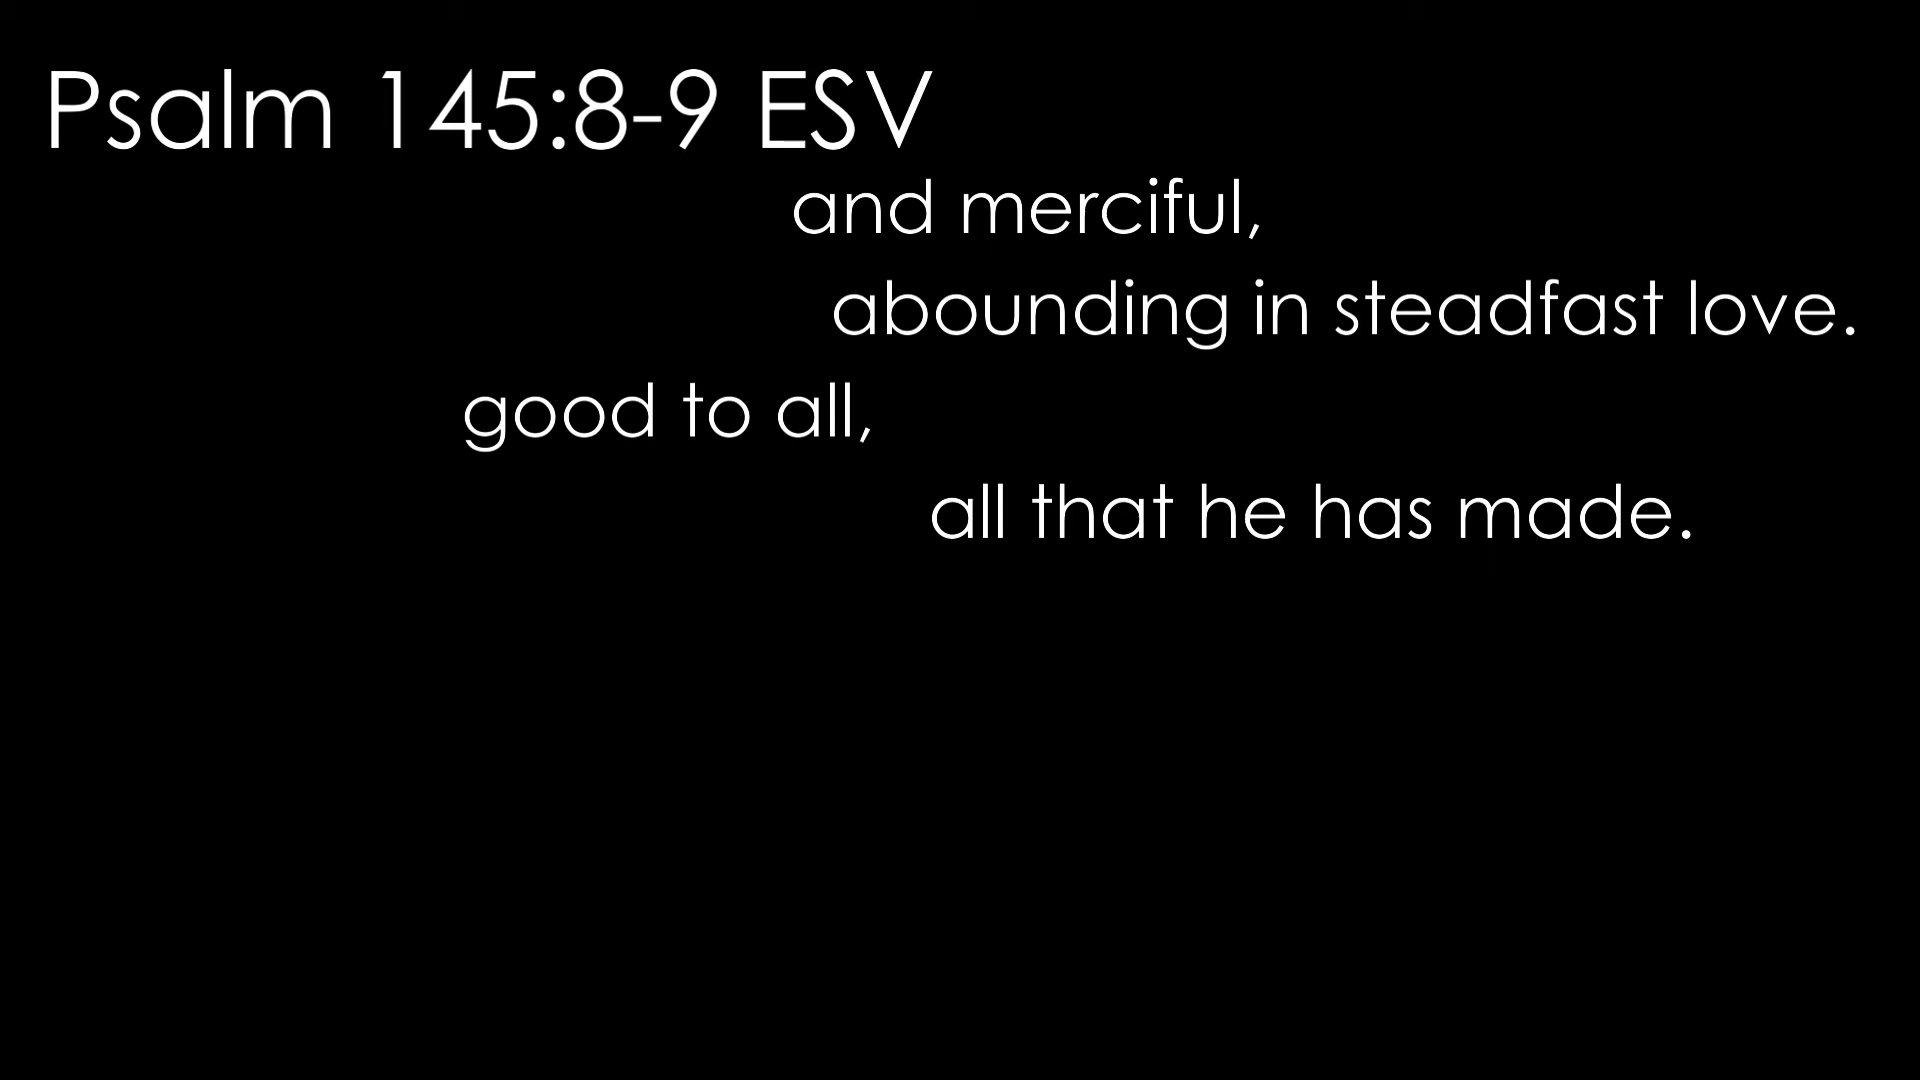 Psalm 145:8-9 ESV
and merciful,
abounding in steadfast love.
good to all,
all that he has made.